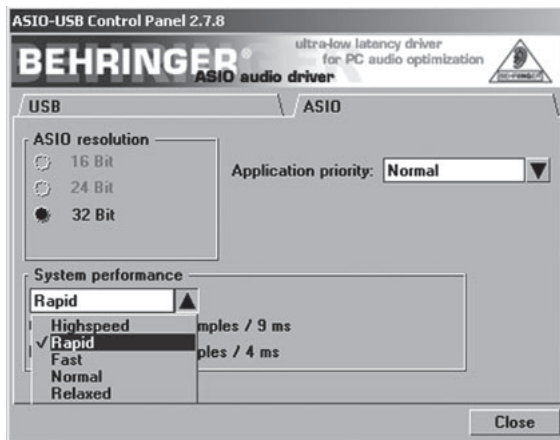 ASIO-USB Control Panel 2.7.8
BEHRINGER®
ultra-low latency driver
for PC audio optimization
ASIO audio driver
BEHRINGER
USB
ASIO
ASIO resolution
16 Bit
24 Bit
32 Bit
Application priority: Normal
System performance
Rapid
Highspeed
Rapid
Fast
Normal
Relaxed
/ 9 ms
/ 4 ms
Close